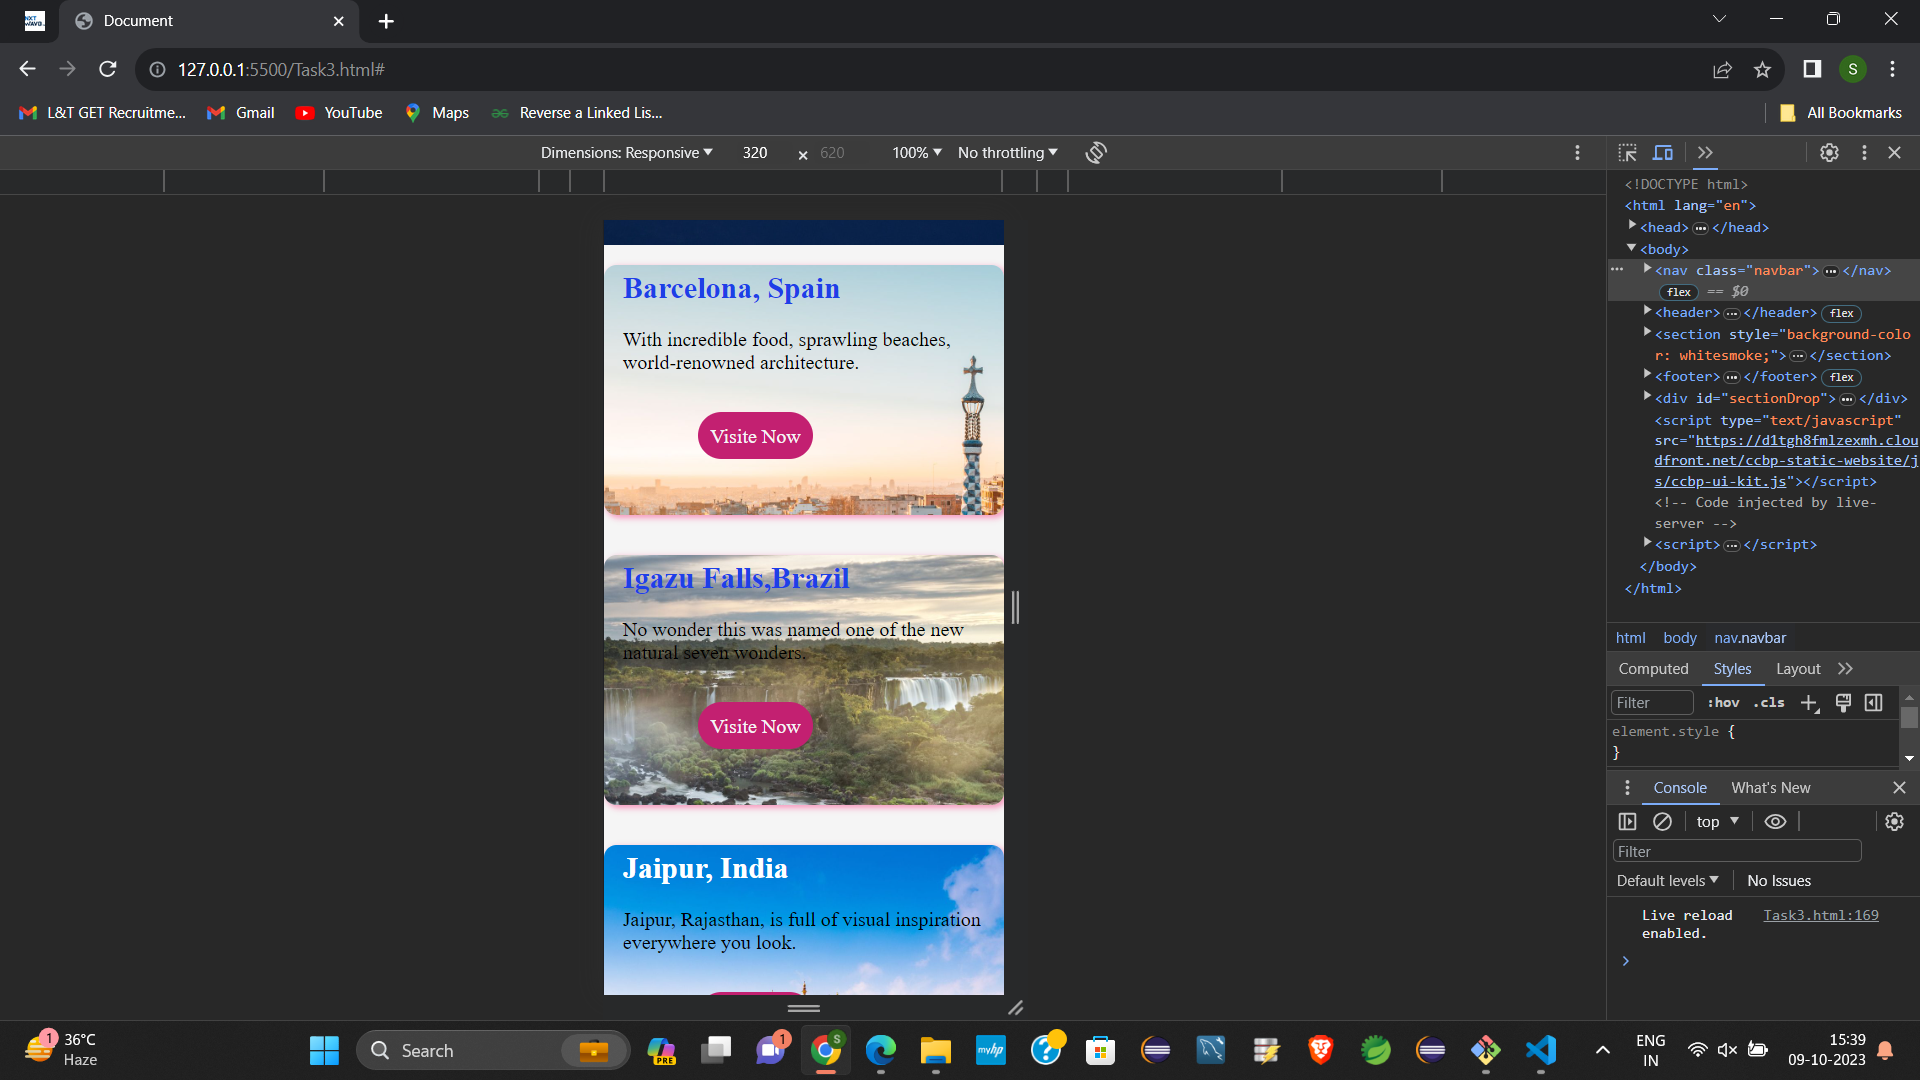 Document
127.0.0.1:5500/Task3.html#
S
L&T GET Recruitme...
Gmail
YouTube
Maps
Reverse a Linked Lis...
All Bookmarks
Dimensions: Responsive
320
×
620
100%
No throttling
Barcelona, Spain
With incredible food, sprawling beaches,
world-renowned architecture.
Visite Now
Igazu Falls,Brazil
No wonder this was named one of the new
natural seven wonders.
Visite Now
Jaipur, India
Jaipur, Rajasthan, is full of visual inspiration
everywhere you look.
<!DOCTYPE html>
<html lang="en">
<head> ... </head>
<body>
<nav class="navbar"> ... </nav>
flex == $0
<header> ... </header> flex
<section style="background-colo
r: whitesmoke;"> ... </section>
<footer> ... </footer> flex
<div id="sectionDrop"> ... </div>
<script type="text/javascript"
src="https://d1tgh8fmlzexmh.clou
dfront.net/ccbp-static-website/j
s/ccbp-ui-kit.js"></script>
<!-- Code injected by live-
server -->
<script> ... </script>
</body>
</html>
html body nav.navbar
Computed Styles Layout
Filter :hov .cls
element.style {
}
Console What's New
top
Filter
Default levels No Issues
Live reload Task3.html:169
enabled.
1
36°C
Haze
Search
PRE
1
S
myhp
ENG
IN
15:39
09-10-2023